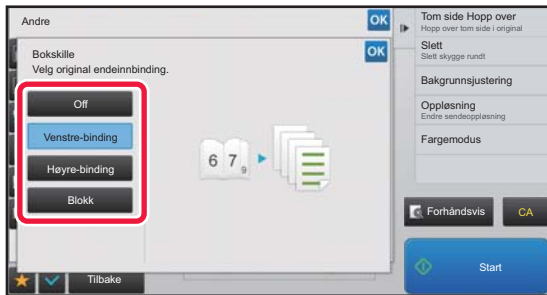 Andre
OK
Bokskille
OK
Velg original endeinnbinding.
Off
Venstre-binding
Høyre-binding
Blokk
6 7 9
Tilbake
Tom side Hopp over
Hopp over tom side i original
Slett
Slett skygge rundt
Bakgrunnsjustering
Oppløsning
Endre sendeoppløsning
Fargemodus
Forhåndsvis
CA
Start